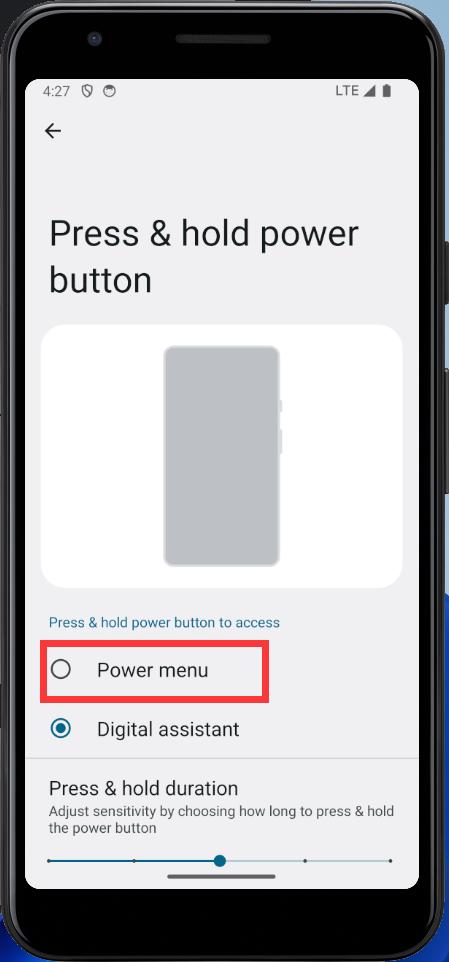 4:27 LTE
Press & hold power
button
Press & hold power button to access
Power menu
Digital assistant
Press & hold duration
Adjust sensitivity by choosing how long to press & hold
the power button